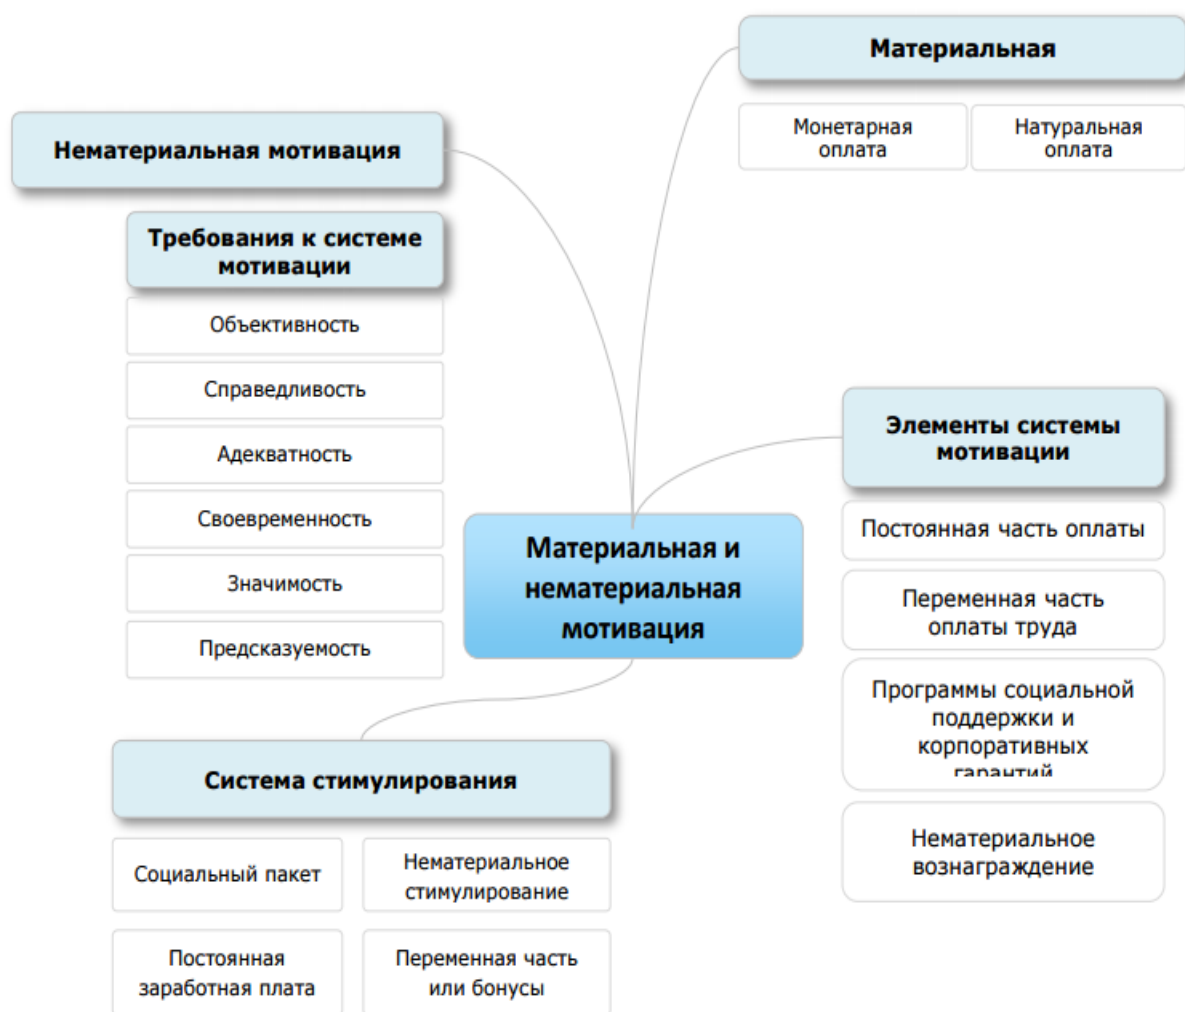 Материальная
Монетарная
оплата
Натуральная
оплата
Нематериальная мотивация
Требования к системе
мотивации
Объективность
Справедливость
Адекватность
Своевременность
Значимость
Предсказуемость
Материальная и
нематериальная
мотивация
Элементы системы
мотивации
Постоянная часть оплаты
Переменная часть
оплаты труда
Программы социальной
поддержки и
корпоративных
гарантий
Нематериальное
вознаграждение
Система стимулирования
Социальный пакет
Нематериальное
стимулирование
Постоянная
заработная плата
Переменная часть
или бонусы